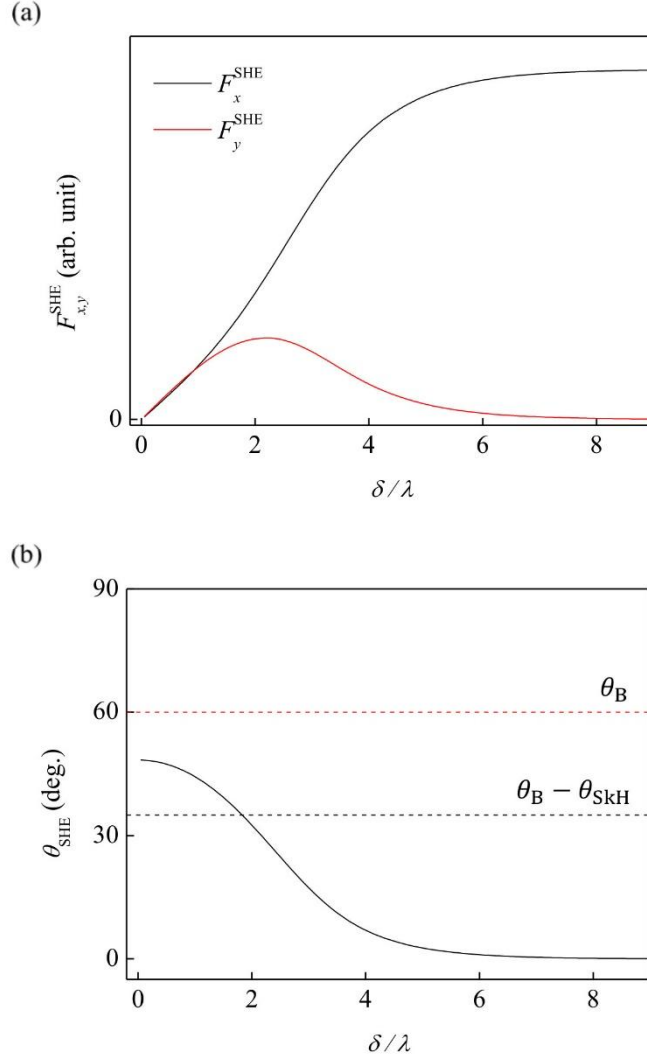 (a)
F_x^SHE
F_y^SHE
F_{x,y}^SHE (arb. unit)
0
0 2 4 6 8
δ / λ
(b)
90
θ_B
60
θ_B − θ_SkH
θ_SHE (deg.)
30
0
0 2 4 6 8
δ / λ